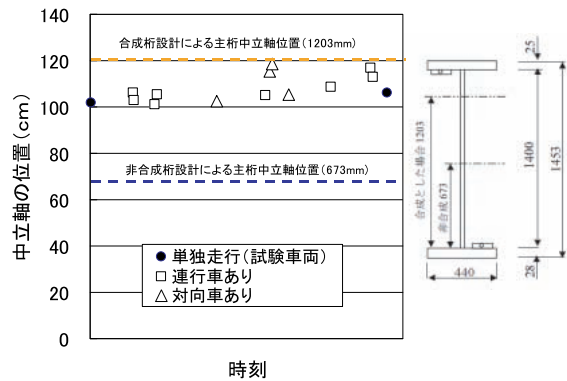 中立軸の位置(cm)
140
120
100
80
60
40
20
0
合成桁設計による主桁中立軸位置(1203mm)
非合成桁設計による主桁中立軸位置(673mm)
● 単独走行(試験車両)
□ 連行車あり
△ 対向車あり
時刻
25
合成とした場合 1203
非合成 673
1400
1453
440
28